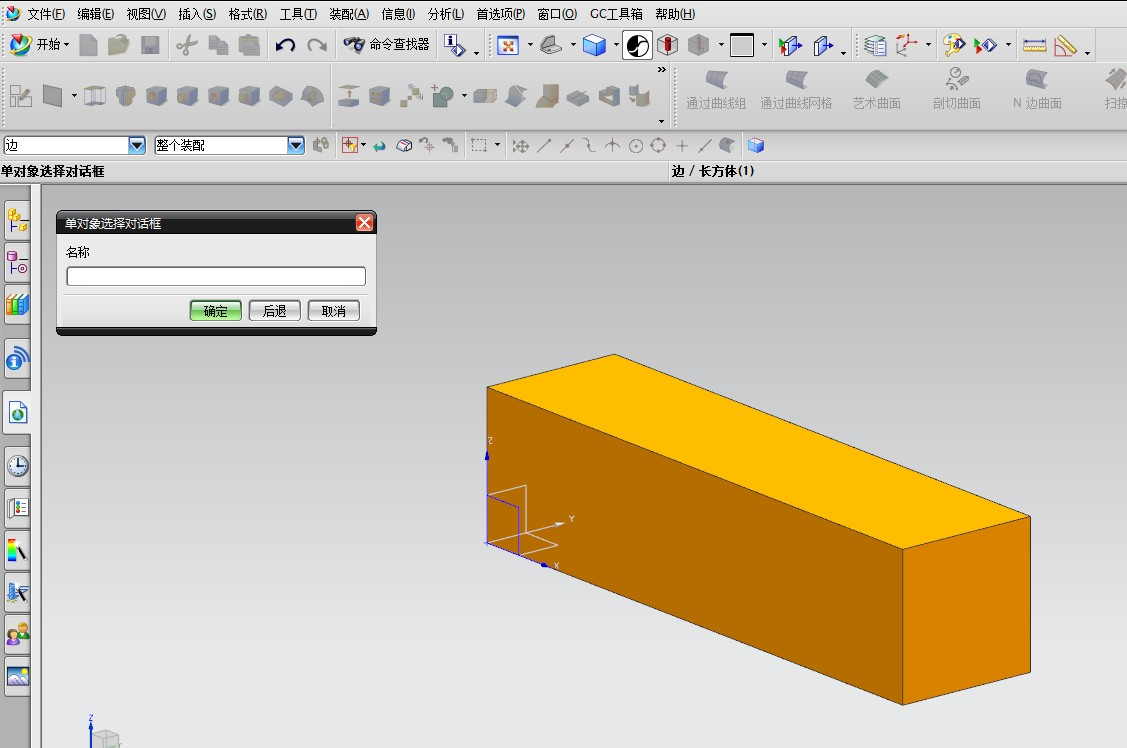 文件(F) 编辑(E) 视图(V) 插入(S) 格式(R) 工具(T) 装配(A) 信息(I) 分析(L) 首选项(P) 窗口(O) GC工具箱 帮助(H)
开始 命令查找器
通过曲线组 通过曲线网格 艺术曲面 剖切曲面 N 边曲面
边 整个装配
单对象选择对话框 边 / 长方体(1)
单对象选择对话框
名称
确定 后退 取消
Z
Y
X
Z